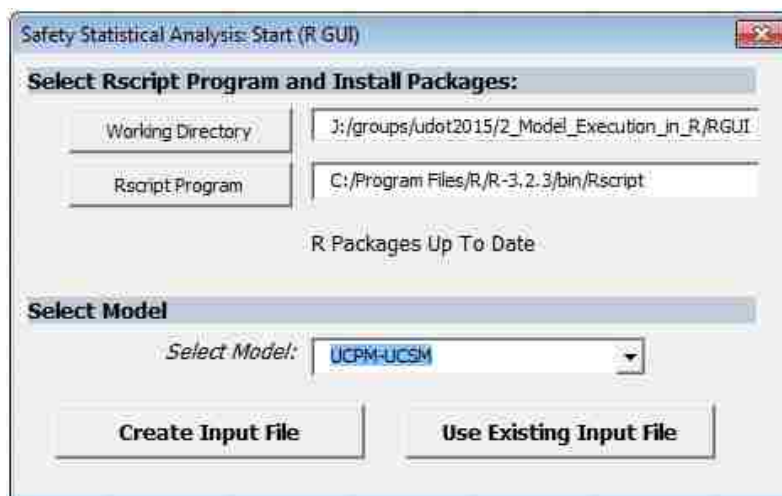 Safety Statistical Analysis: Start (R GUI)
Select Rscript Program and Install Packages:
Working Directory J:/groups/udot2015/2_Model_Execution_in_R/RGUI
Rscript Program C:/Program Files/R/R-3.2.3/bin/Rscript
R Packages Up To Date
Select Model
Select Model: UCPM-UCSM
Create Input File Use Existing Input File